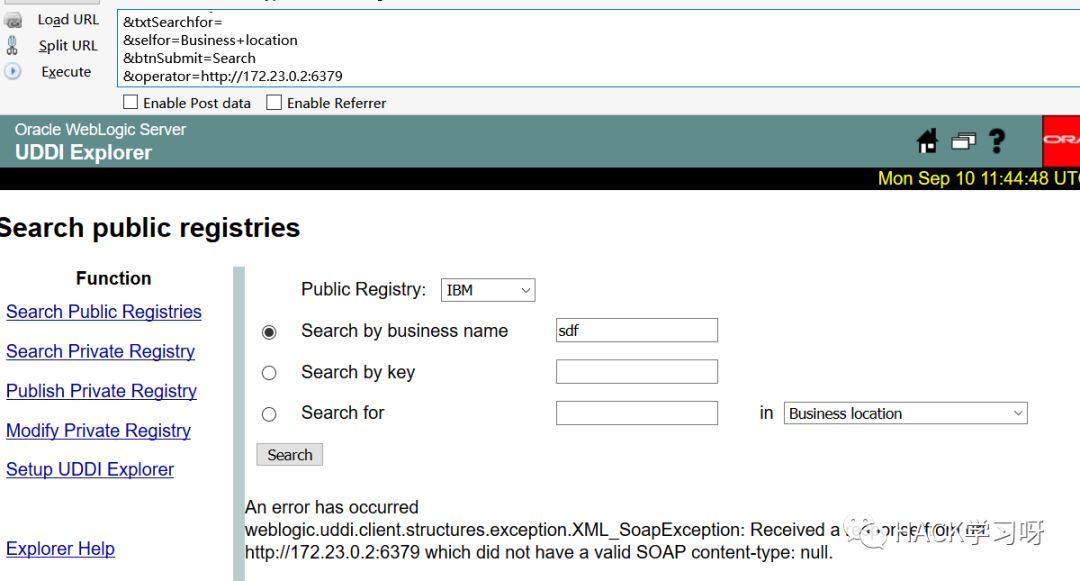 Load URL
Split URL
Execute
&txtSearchfor=
&selfor=Business+location
&btnSubmit=Search
&operator=http://172.23.0.2:6379
Enable Post data Enable Referrer
Oracle WebLogic Server
UDDI Explorer
Mon Sep 10 11:44:48
Search public registries
Function
Search Public Registries
Search Private Registry
Publish Private Registry
Modify Private Registry
Setup UDDI Explorer
Explorer Help
Public Registry: IBM
Search by business name sdf
Search by key
Search for in Business location
Search
An error has occurred
weblogic.uddi.client.structures.exception.XML_SoapException: Received a
http://172.23.0.2:6379 which did not have a valid SOAP content-type: null.
HACK学习呀